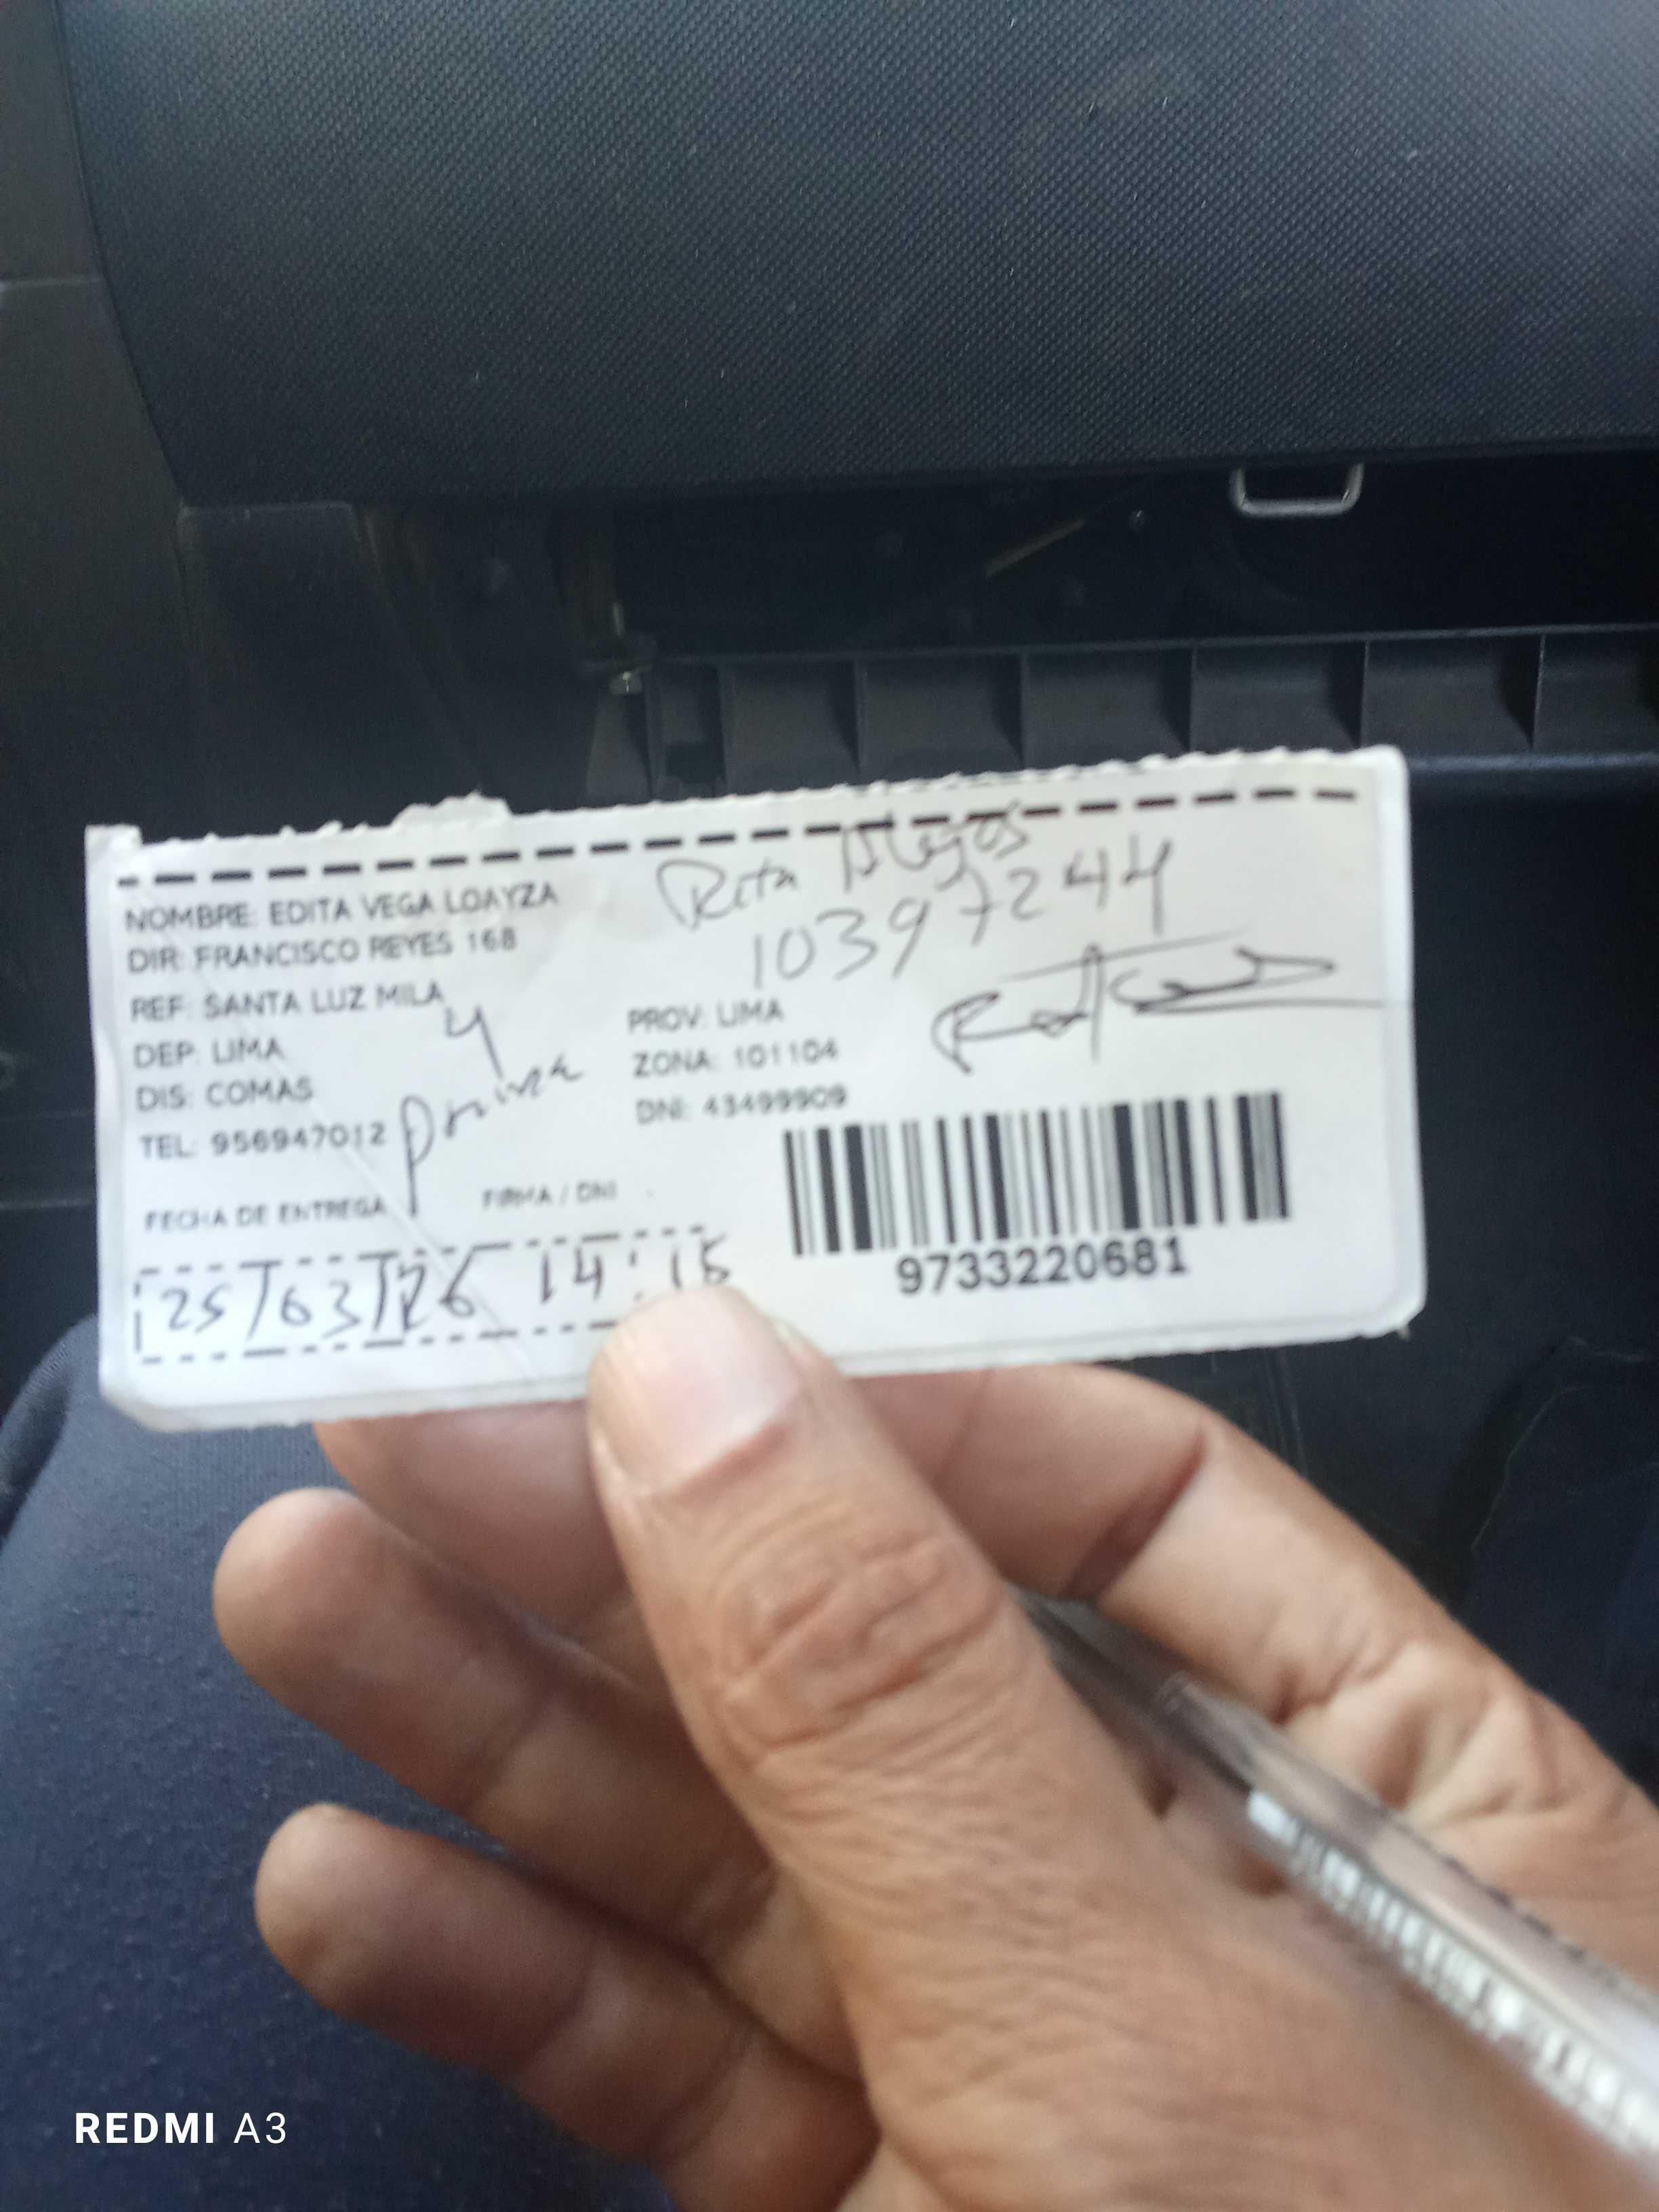 Rita
10397244
NOMBRE: EDITA VEGA LOAYZA
DIR: FRANCISCO REYES 168
REF: SANTA LUZ MILA
DEP: LIMA
PROV: LIMA
DIS: COMAS
ZONA: 101104
TEL: 956947012
DNI: 43499909
prima
FECHA DE ENTREGA
FIRMA / DNI
25/03/26 14:15
9733220681
REDMI A3